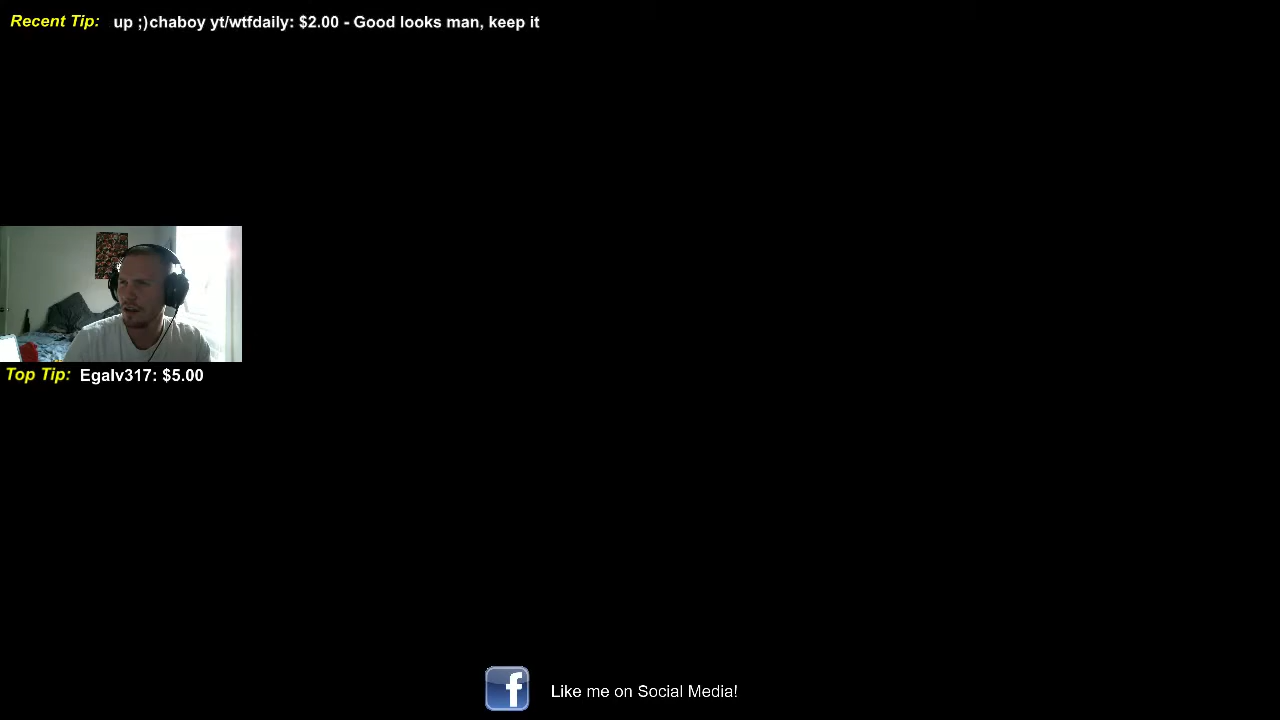 Recent Tip: up ;)chaboy yt/wtfdaily: $2.00 - Good looks man, keep it
Top Tip: Egalv317: $5.00
f Like me on Social Media!